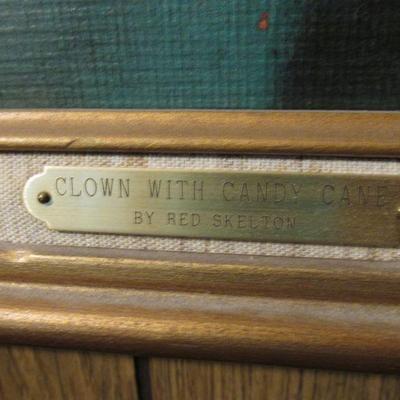 CLOWN WITH CANDY CANE
BY RED SKELTON